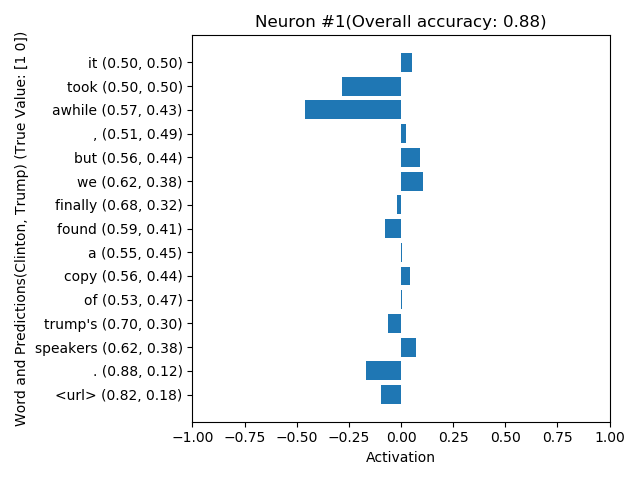 Neuron #1(Overall accuracy: 0.88)
Word and Predictions(Clinton, Trump) (True Value: [1 0])
it (0.50, 0.50)
took (0.50, 0.50)
awhile (0.57, 0.43)
, (0.51, 0.49)
but (0.56, 0.44)
we (0.62, 0.38)
finally (0.68, 0.32)
found (0.59, 0.41)
a (0.55, 0.45)
copy (0.56, 0.44)
of (0.53, 0.47)
trump's (0.70, 0.30)
speakers (0.62, 0.38)
. (0.88, 0.12)
<url> (0.82, 0.18)
−1.00 −0.75 −0.50 −0.25 0.00 0.25 0.50 0.75 1.00
Activation